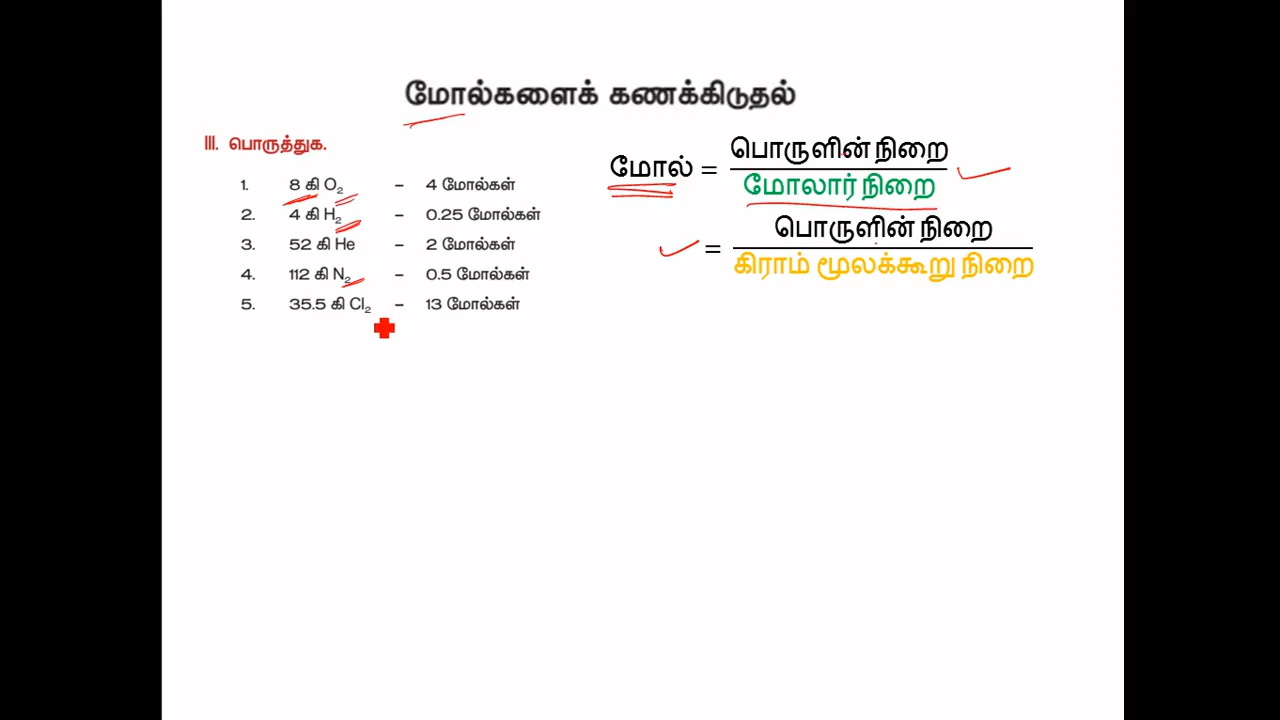 மோல்களைக் கணக்கிடுதல்
III. பொருத்துக.
1. 8 கி O₂ – 4 மோல்கள்
2. 4 கி H₂ – 0.25 மோல்கள்
3. 52 கி He – 2 மோல்கள்
4. 112 கி N₂ – 0.5 மோல்கள்
5. 35.5 கி Cl₂ – 13 மோல்கள்
பொருளின் நிறை
மோல் =
மோலார் நிறை
பொருளின் நிறை
=
கிராம் மூலக்கூறு நிறை